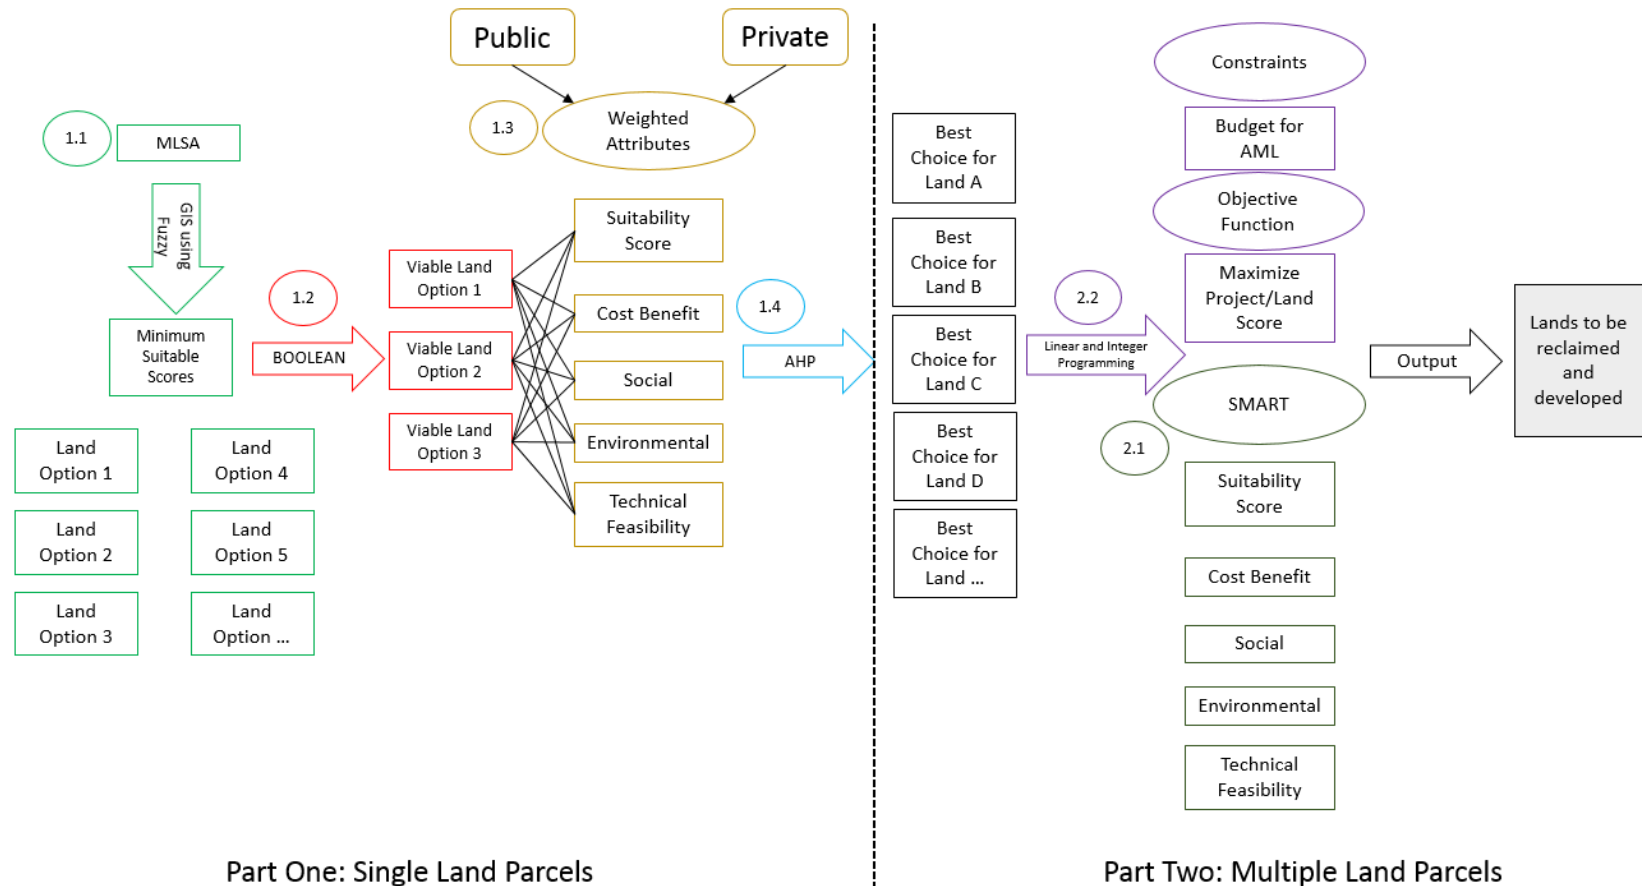 Public
Private
1.1
MLSA
GIS using
Fuzzy
Minimum
Suitable
Scores
Land
Option 1
Land
Option 4
Land
Option 2
Land
Option 5
Land
Option 3
Land
Option ...
1.2
BOOLEAN
Viable Land
Option 1
Viable Land
Option 2
Viable Land
Option 3
1.3
Weighted
Attributes
Suitability
Score
Cost Benefit
Social
Environmental
Technical
Feasibility
1.4
AHP
Part One: Single Land Parcels
Best
Choice for
Land A
Best
Choice for
Land B
Best
Choice for
Land C
Best
Choice for
Land D
Best
Choice for
Land ...
2.2
Linear and Integer
Programming
Constraints
Budget for
AML
Objective
Function
Maximize
Project/Land
Score
SMART
2.1
Suitability
Score
Cost Benefit
Social
Environmental
Technical
Feasibility
Output
Lands to be
reclaimed
and
developed
Part Two: Multiple Land Parcels